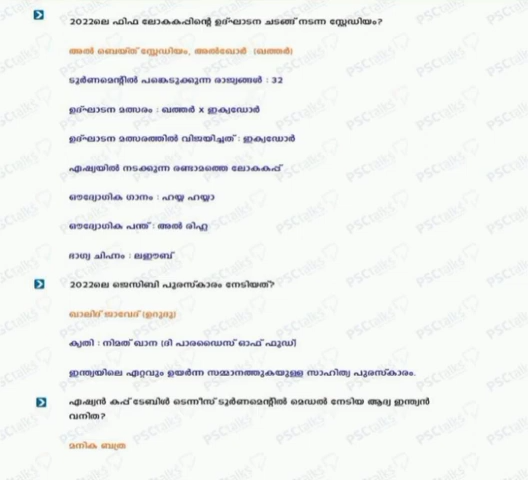 2022ലെ ഫിഫ ലോകകപ്പിന്റെ ഉദ്ഘാടന ചടങ്ങ് നടന്ന സ്റ്റേഡിയം?
അൽ ബെയ്ത് സ്റ്റേഡിയം, അൽഖോർ (ഖത്തർ)
ടൂർണമെന്റിൽ പങ്കെടുക്കുന്ന രാജ്യങ്ങൾ : 32
ഉദ്ഘാടന മത്സരം : ഖത്തർ x ഇക്വഡോർ
ഉദ്ഘാടന മത്സരത്തിൽ വിജയിച്ചത് : ഇക്വഡോർ
ഏഷ്യയിൽ നടക്കുന്ന രണ്ടാമത്തെ ലോകകപ്പ്
ഔദ്യോഗിക ഗാനം : ഹയ്യ ഹയ്യാ
ഔദ്യോഗിക പന്ത് : അൽ രിഹ്ല
ഭാഗ്യ ചിഹ്നം : ലഈബ്
2022ലെ ജെസിബി പുരസ്‌കാരം നേടിയത്?
ഖാലിദ് ജാവേദ് (ഉറുദു)
കൃതി : നിമത് ഖാന (ദി പാരഡൈസ് ഓഫ് ഫുഡ്)
ഇന്ത്യയിലെ ഏറ്റവും ഉയർന്ന സമ്മാനത്തുകയുള്ള സാഹിത്യ പുരസ്‌കാരം.
ഏഷ്യൻ കപ്പ് ടേബിൾ ടെന്നീസ് ടൂർണമെന്റിൽ മെഡൽ നേടിയ ആദ്യ ഇന്ത്യൻ
വനിത?
മനിക ബത്ര